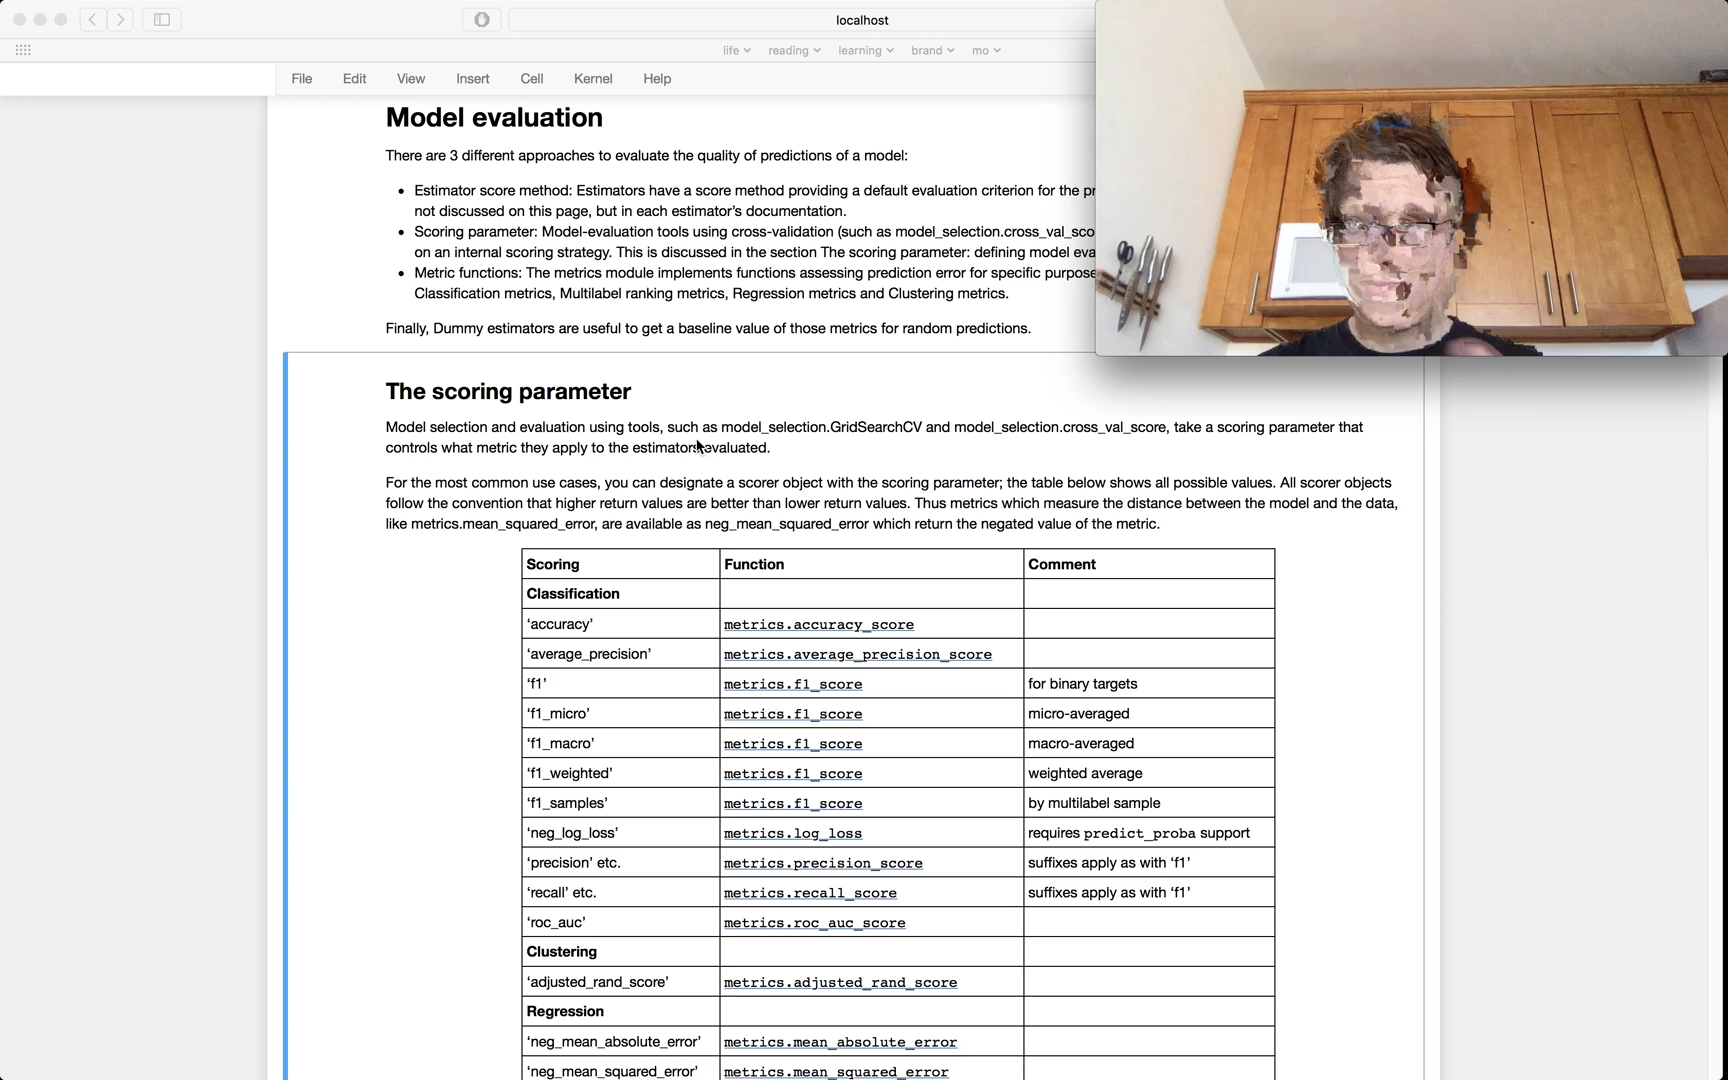 localhost
life reading learning brand mo
File Edit View Insert Cell Kernel Help
Model evaluation
There are 3 different approaches to evaluate the quality of predictions of a model:
• Estimator score method: Estimators have a score method providing a default evaluation criterion for the
not discussed on this page, but in each estimator’s documentation.
• Scoring parameter: Model-evaluation tools using cross-validation (such as model_selection.cross_val_sco
on an internal scoring strategy. This is discussed in the section The scoring parameter: defining model
• Metric functions: The metrics module implements functions assessing prediction error for specific purpose
Classification metrics, Multilabel ranking metrics, Regression metrics and Clustering metrics.
Finally, Dummy estimators are useful to get a baseline value of those metrics for random predictions.
The scoring parameter
Model selection and evaluation using tools, such as model_selection.GridSearchCV and model_selection.cross_val_score, take a scoring parameter that
controls what metric they apply to the estimators evaluated.
For the most common use cases, you can designate a scorer object with the scoring parameter; the table below shows all possible values. All scorer objects
follow the convention that higher return values are better than lower return values. Thus metrics which measure the distance between the model and the data,
like metrics.mean_squared_error, are available as neg_mean_squared_error which return the negated value of the metric.
Scoring Function Comment
Classification
‘accuracy’ metrics.accuracy_score
‘average_precision’ metrics.average_precision_score
‘f1’ metrics.f1_score for binary targets
‘f1_micro’ metrics.f1_score micro-averaged
‘f1_macro’ metrics.f1_score macro-averaged
‘f1_weighted’ metrics.f1_score weighted average
‘f1_samples’ metrics.f1_score by multilabel sample
‘neg_log_loss’ metrics.log_loss requires predict_proba support
‘precision’ etc. metrics.precision_score suffixes apply as with ‘f1’
‘recall’ etc. metrics.recall_score suffixes apply as with ‘f1’
‘roc_auc’ metrics.roc_auc_score
Clustering
‘adjusted_rand_score’ metrics.adjusted_rand_score
Regression
‘neg_mean_absolute_error’ metrics.mean_absolute_error
‘neg_mean_squared_error’ metrics.mean_squared_error